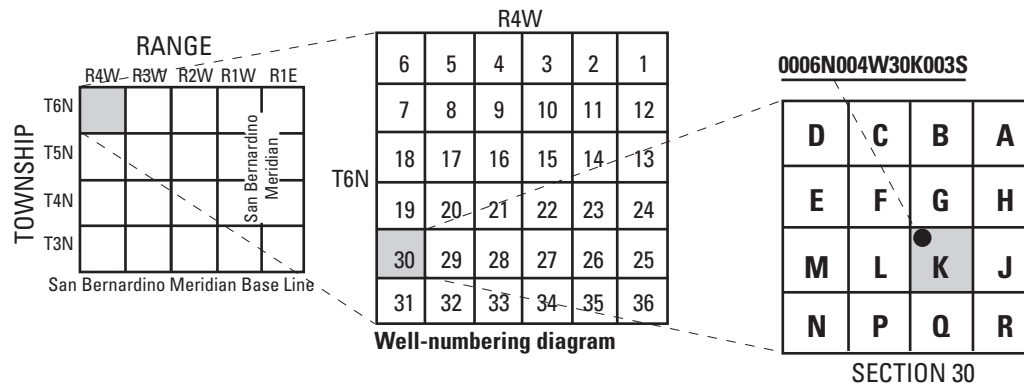 RANGE
R4W R3W R2W R1W R1E
TOWNSHIP
T6N
T5N
T4N
T3N
San Bernardino
Meridian
San Bernardino Meridian Base Line
R4W
T6N
6 5 4 3 2 1
7 8 9 10 11 12
18 17 16 15 14 13
19 20 21 22 23 24
30 29 28 27 26 25
31 32 33 34 35 36
Well-numbering diagram
0006N004W30K003S
D C B A
E F G H
M L K J
N P Q R
SECTION 30